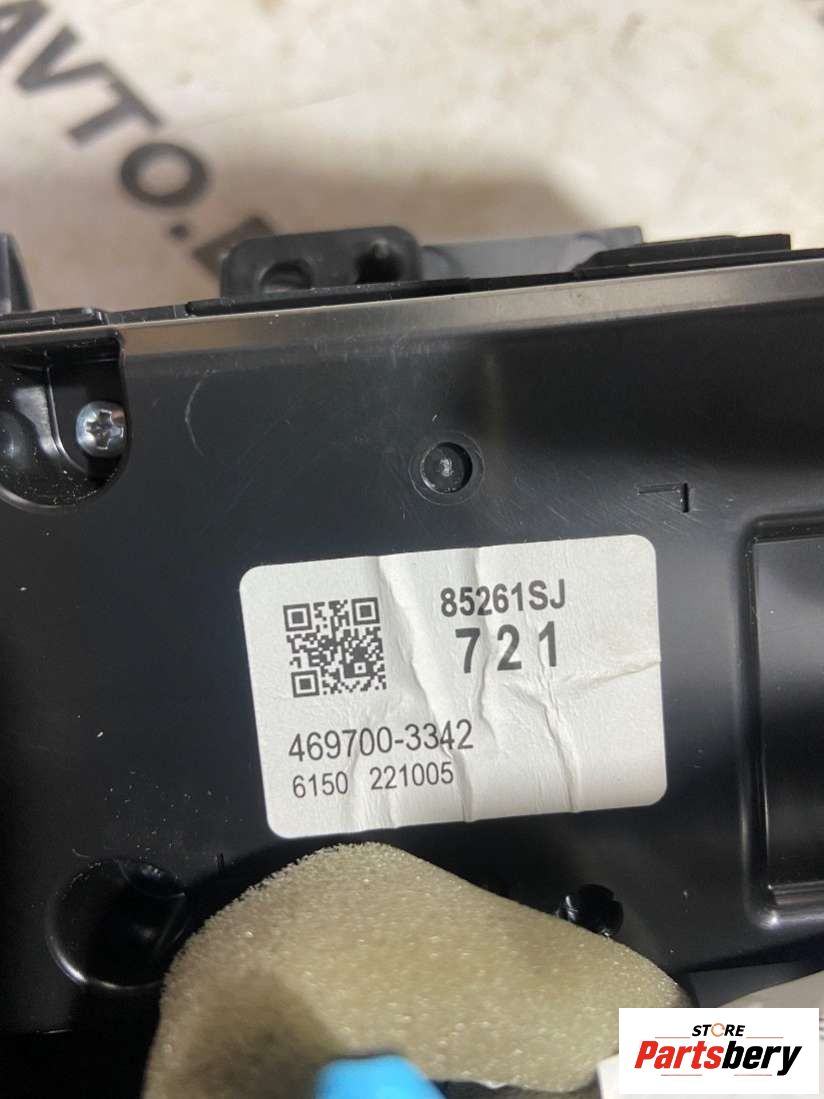 AVTO.
85261SJ
721
469700-3342
6150 221005
STORE
Partsbery